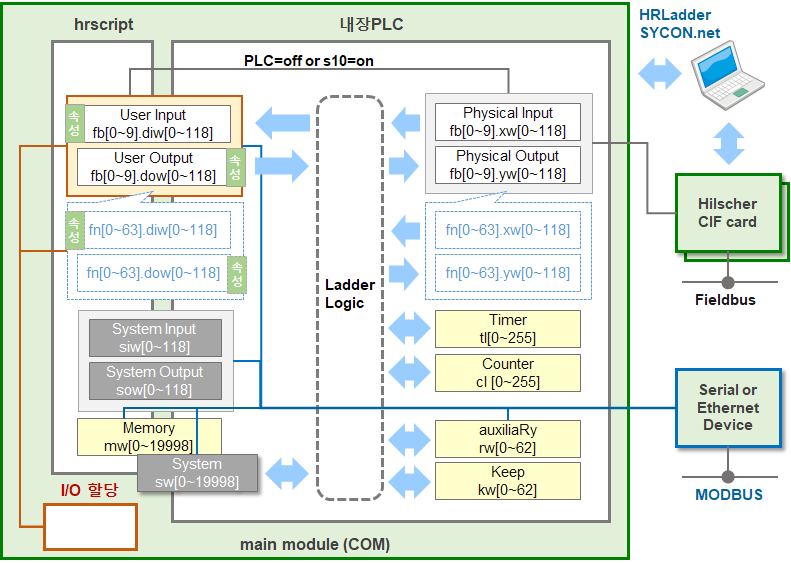 hrscript
내장PLC
HRLadder
SYCON.net
PLC=off or s10=on
속성
User Input
fb[0~9].diw[0~118]
User Output
fb[0~9].dow[0~118]
속성
Physical Input
fb[0~9].xw[0~118]
Physical Output
fb[0~9].yw[0~118]
속성
fn[0~63].diw[0~118]
fn[0~63].dow[0~118]
속성
fn[0~63].xw[0~118]
fn[0~63].yw[0~118]
Hilscher
CIF card
Fieldbus
Ladder
Logic
System Input
siw[0~118]
System Output
sow[0~118]
Timer
tl[0~255]
Counter
cl [0~255]
Memory
mw[0~19998]
System
sw[0~19998]
auxiliaRy
rw[0~62]
Keep
kw[0~62]
Serial or
Ethernet
Device
MODBUS
I/O 할당
main module (COM)